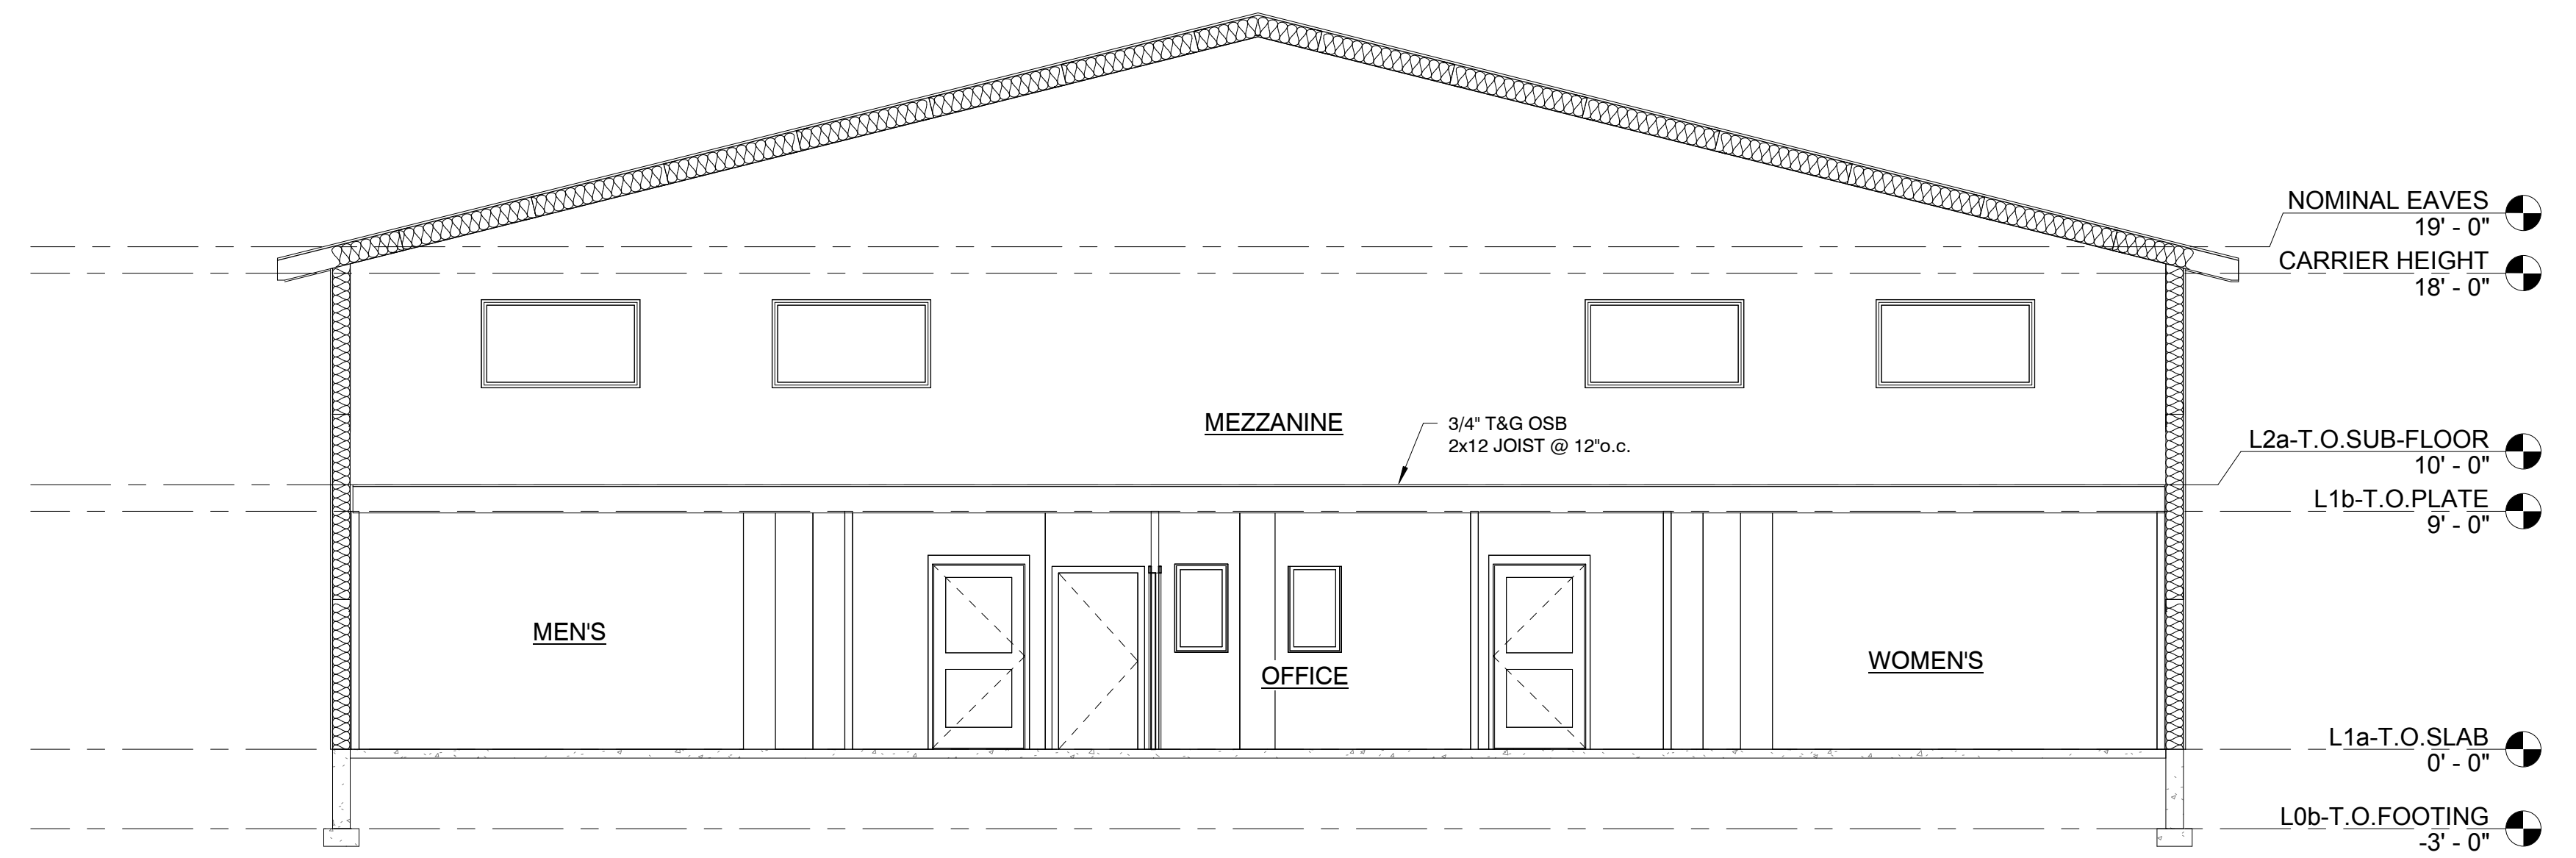 NOMINAL EAVES
19' - 0"
CARRIER HEIGHT
18' - 0"
MEZZANINE
3/4" T&G OSB
2x12 JOIST @ 12"o.c.
L2a-T.O.SUB-FLOOR
10' - 0"
L1b-T.O.PLATE
9' - 0"
MEN'S
OFFICE
WOMEN'S
L1a-T.O.SLAB
0' - 0"
L0b-T.O.FOOTING
-3' - 0"